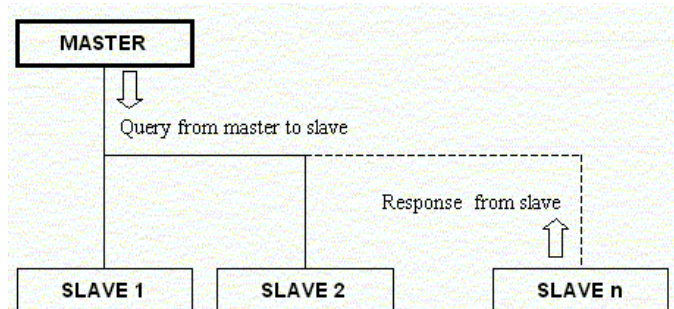 MASTER
Query from master to slave
Response from slave
SLAVE 1
SLAVE 2
SLAVE n